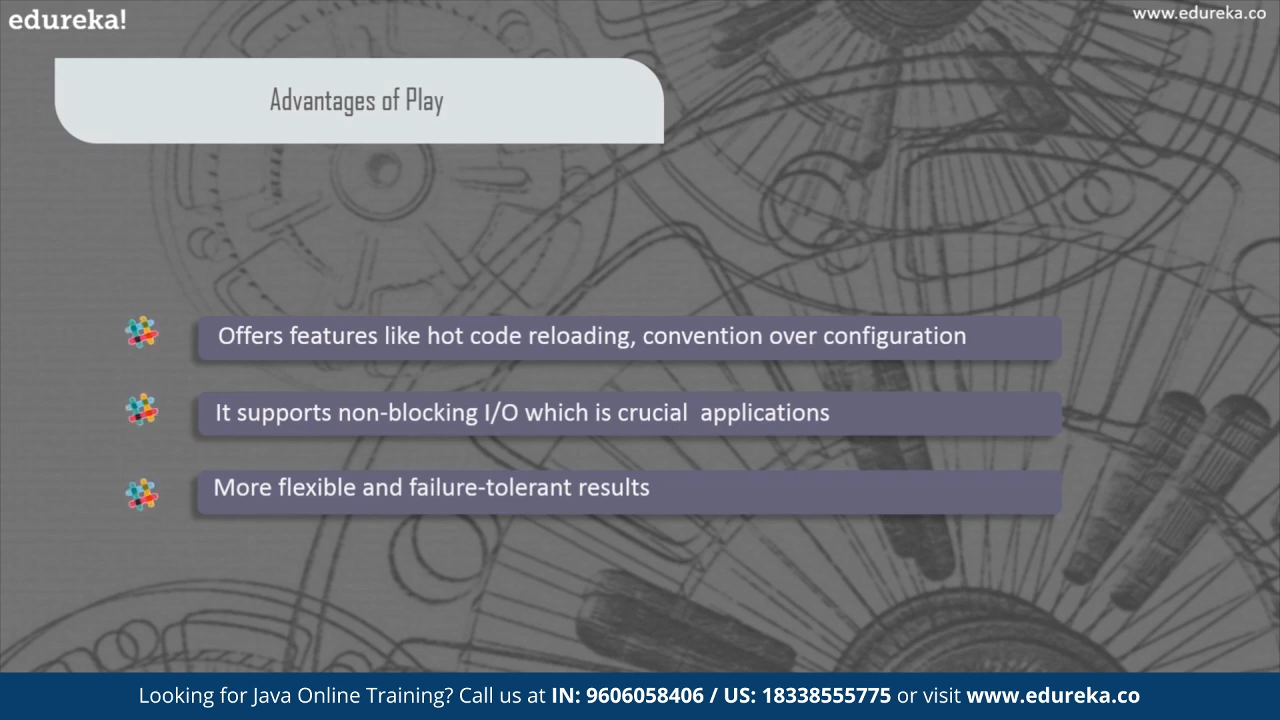 edureka!
www.edureka.co
Advantages of Play
Offers features like hot code reloading, convention over configuration
It supports non-blocking I/O which is crucial  applications
More flexible and failure-tolerant results
Looking for Java Online Training? Call us at IN: 9606058406 / US: 18338555775 or visit www.edureka.co